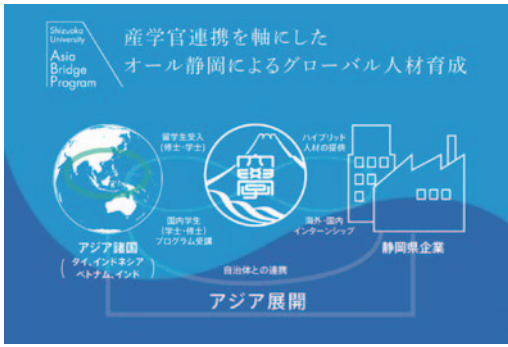 Shizuoka
University
Asia
Bridge
Program
産学官連携を軸にした
オール静岡によるグローバル人材育成
留学生受入
(修士・学士)
ハイブリッド
人材の提供
大學
国内学生
(学士・修士)
プログラム受講
海外・国内
インターンシップ
アジア諸国
(タイ、インドネシア
ベトナム、インド)
静岡県企業
自治体との連携
アジア展開